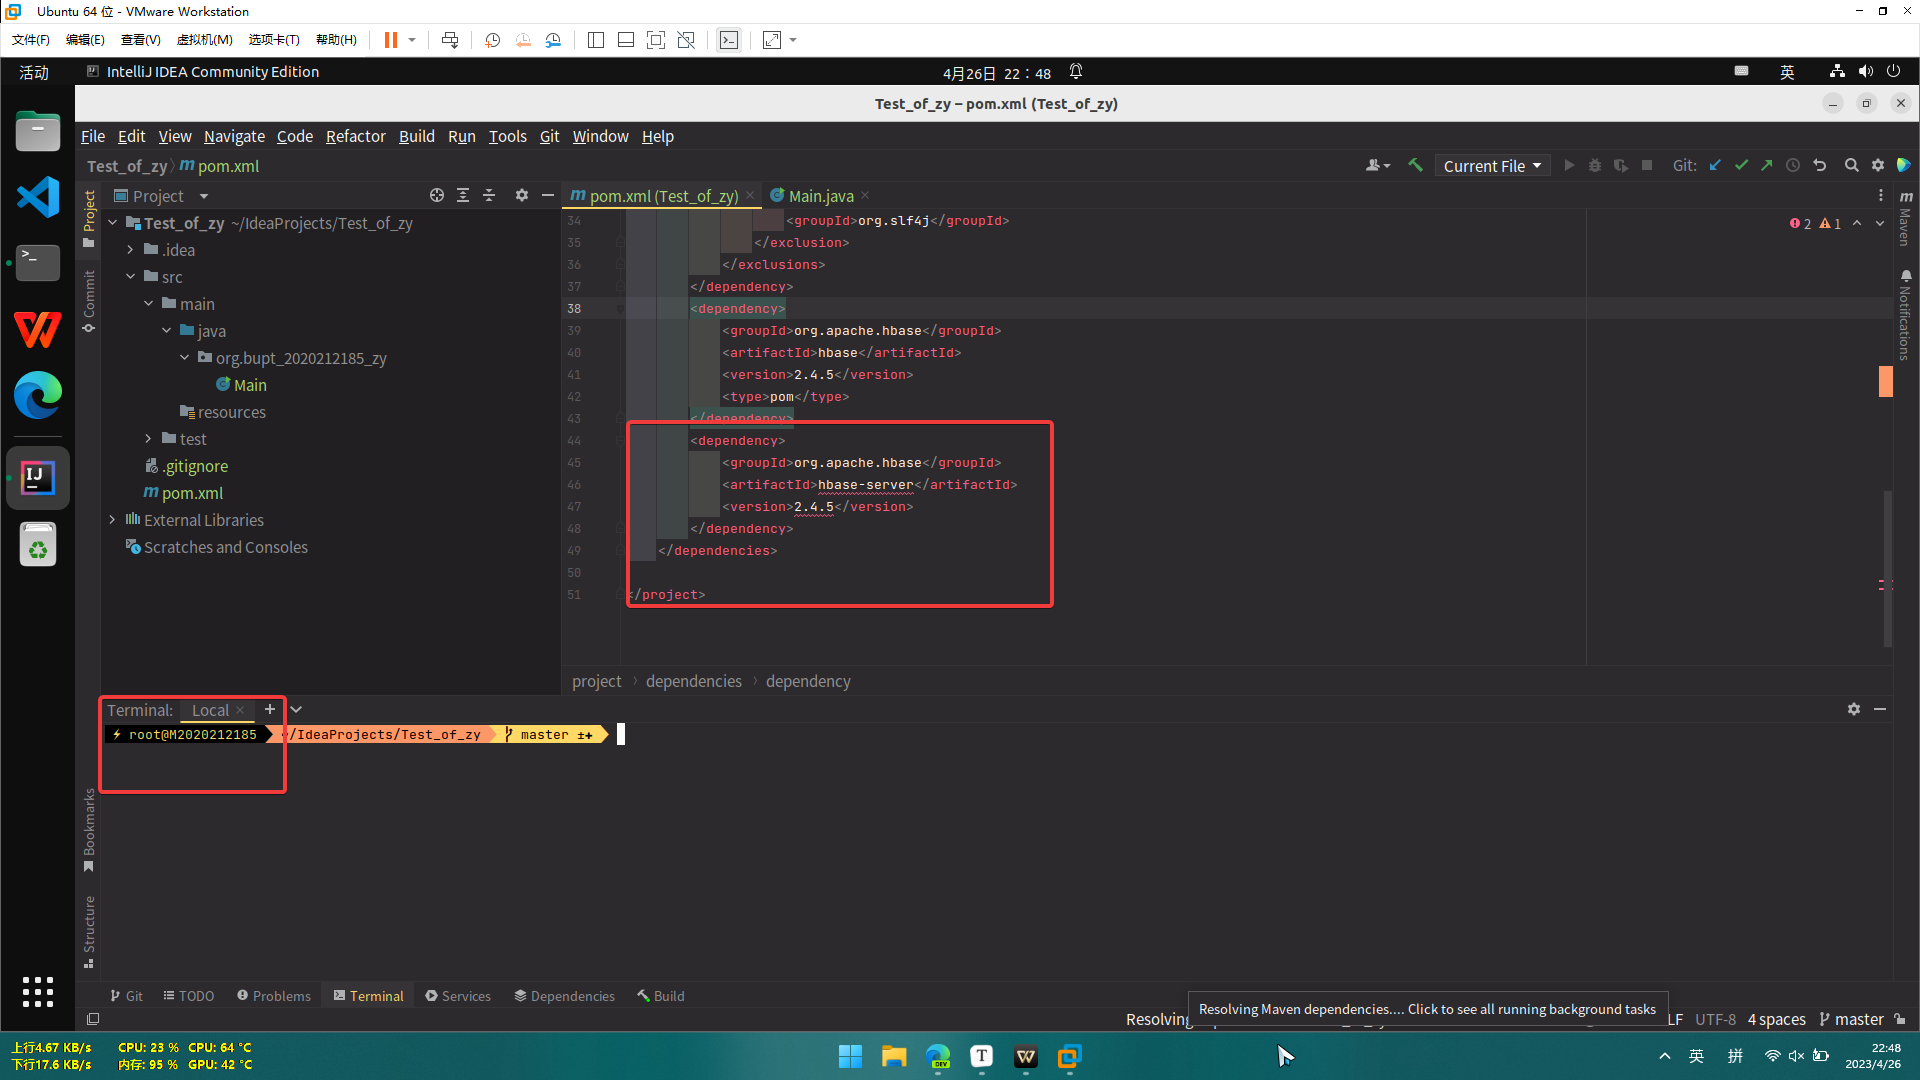 Ubuntu 64 位 - VMware Workstation
文件(F) 编辑(E) 查看(V) 虚拟机(M) 选项卡(T) 帮助(H)
活动 IntelliJ IDEA Community Edition 4月26日 22：48 英
Test_of_zy – pom.xml (Test_of_zy)
File Edit View Navigate Code Refactor Build Run Tools Git Window Help
Test_of_zy pom.xml Current File Git:
Project
Commit
Bookmarks
Structure
Project
Test_of_zy ~/IdeaProjects/Test_of_zy
.idea
src
main
java
org.bupt_2020212185_zy
Main
resources
test
.gitignore
pom.xml
External Libraries
Scratches and Consoles
pom.xml (Test_of_zy) Main.java
2 1
34 <groupId>org.slf4j</groupId>
35 </exclusion>
36 </exclusions>
37 </dependency>
38 <dependency>
39 <groupId>org.apache.hbase</groupId>
40 <artifactId>hbase</artifactId>
41 <version>2.4.5</version>
42 <type>pom</type>
43 </dependency>
44 <dependency>
45 <groupId>org.apache.hbase</groupId>
46 <artifactId>hbase-server</artifactId>
47 <version>2.4.5</version>
48 </dependency>
49 </dependencies>
50
51 </project>
project dependencies dependency
Maven
Notifications
Terminal: Local
root@M2020212185 ~/IdeaProjects/Test_of_zy master ±+
Git TODO Problems Terminal Services Dependencies Build
Resolving Maven dependencies.... Click to see all running background tasks
Resolving LF UTF-8 4 spaces master
上行4.67 KB/s CPU: 23 % CPU: 64 °C
下行17.6 KB/s 内存: 95 % GPU: 42 °C
英 拼 22:48
2023/4/26